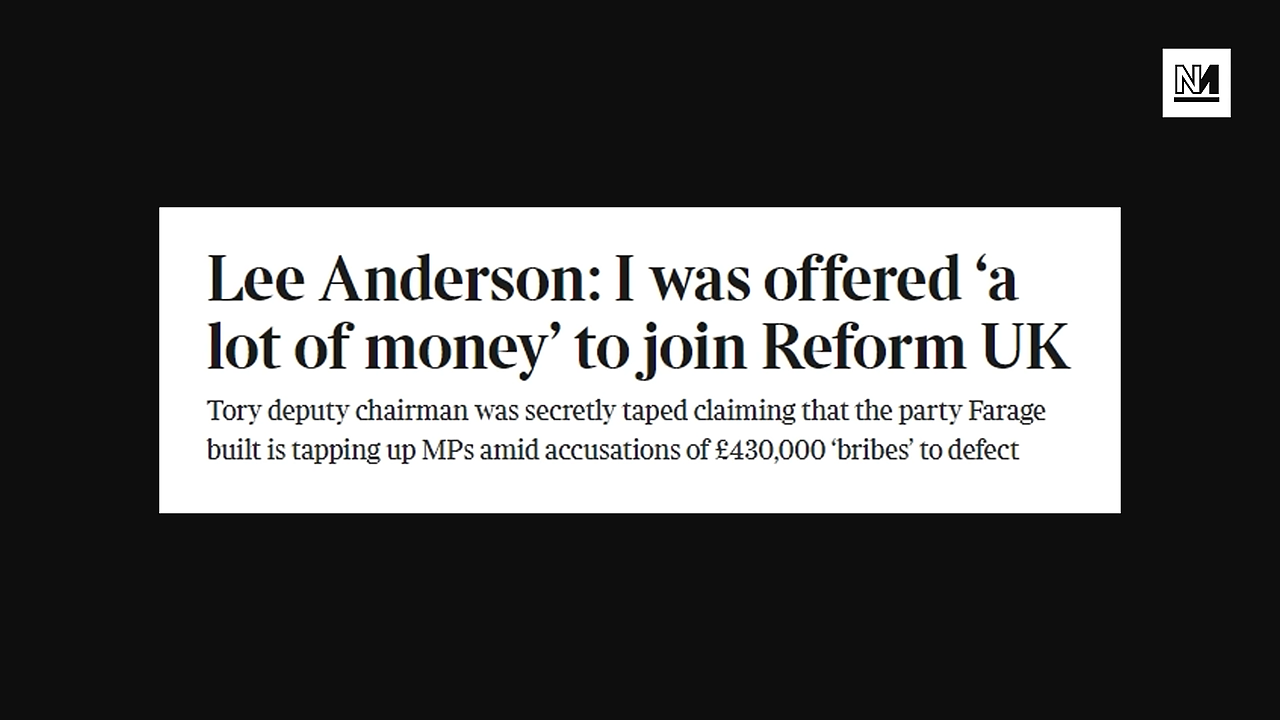 NM
Lee Anderson: I was offered ‘a
lot of money’ to join Reform UK
Tory deputy chairman was secretly taped claiming that the party Farage
built is tapping up MPs amid accusations of £430,000 ‘bribes’ to defect